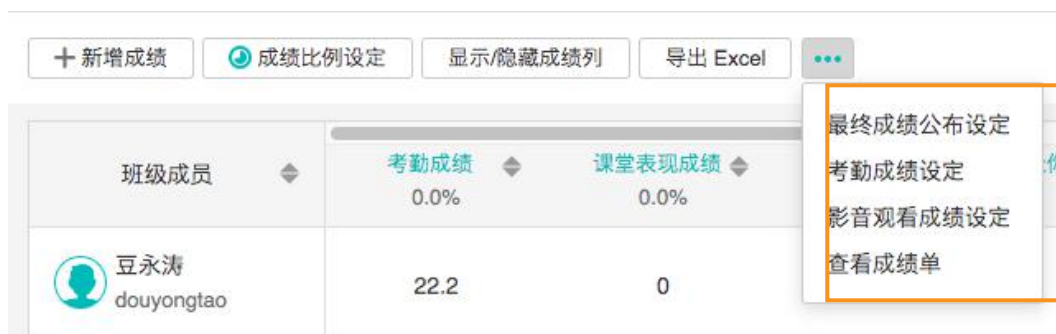 新增成绩 成绩比例设定 显示/隐藏成绩列 导出 Excel
最终成绩公布设定
考勤成绩设定
影音观看成绩设定
查看成绩单
班级成员 考勤成绩 课堂表现成绩
0.0% 0.0%
豆永涛
douyongtao
22.2 0